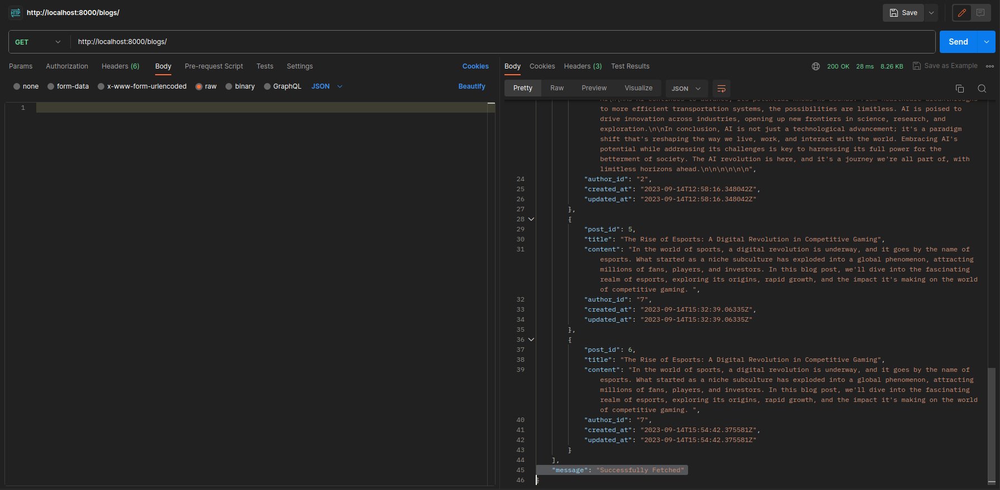 HTTP http://localhost:8000/blogs/
Save
GET http://localhost:8000/blogs/
Send
Params Authorization Headers (6) Body Pre-request Script Tests Settings Cookies
none form-data x-www-form-urlencoded raw binary GraphQL JSON Beautify
1
Body Cookies Headers (3) Test Results 200 OK 28 ms 8.26 KB Save as Example
Pretty Raw Preview Visualize JSON
AI\n\nAs AI continues to advance, its potential knows no bounds. From healthcare breakthroughs
to more efficient transportation systems, the possibilities are limitless. AI is poised to
drive innovation across industries, opening up new frontiers in science, research, and
exploration.\n\nIn conclusion, AI is not just a technological advancement; it's a paradigm
shift that's reshaping the way we live, work, and interact with the world. Embracing AI's
potential while addressing its challenges is key to harnessing its full power for the
betterment of society. The AI revolution is here, and it's a journey we're all part of, with
limitless horizons ahead.\n\n\n\n\n\n",
24 "author_id": "2",
25 "created_at": "2023-09-14T12:58:16.348042Z",
26 "updated_at": "2023-09-14T12:58:16.348042Z"
27 },
28 {
29 "post_id": 5,
30 "title": "The Rise of Esports: A Digital Revolution in Competitive Gaming",
31 "content": "In the world of sports, a digital revolution is underway, and it goes by the name of
esports. What started as a niche subculture has exploded into a global phenomenon, attracting
millions of fans, players, and investors. In this blog post, we'll dive into the fascinating
realm of esports, exploring its origins, rapid growth, and the impact it's making on the world
of competitive gaming. ",
32 "author_id": "7",
33 "created_at": "2023-09-14T15:32:39.06335Z",
34 "updated_at": "2023-09-14T15:32:39.06335Z"
35 },
36 {
37 "post_id": 6,
38 "title": "The Rise of Esports: A Digital Revolution in Competitive Gaming",
39 "content": "In the world of sports, a digital revolution is underway, and it goes by the name of
esports. What started as a niche subculture has exploded into a global phenomenon, attracting
millions of fans, players, and investors. In this blog post, we'll dive into the fascinating
realm of esports, exploring its origins, rapid growth, and the impact it's making on the world
of competitive gaming. ",
40 "author_id": "7",
41 "created_at": "2023-09-14T15:54:42.375581Z",
42 "updated_at": "2023-09-14T15:54:42.375581Z"
43 }
44 ],
45 "message": "Successfully Fetched"
46 }